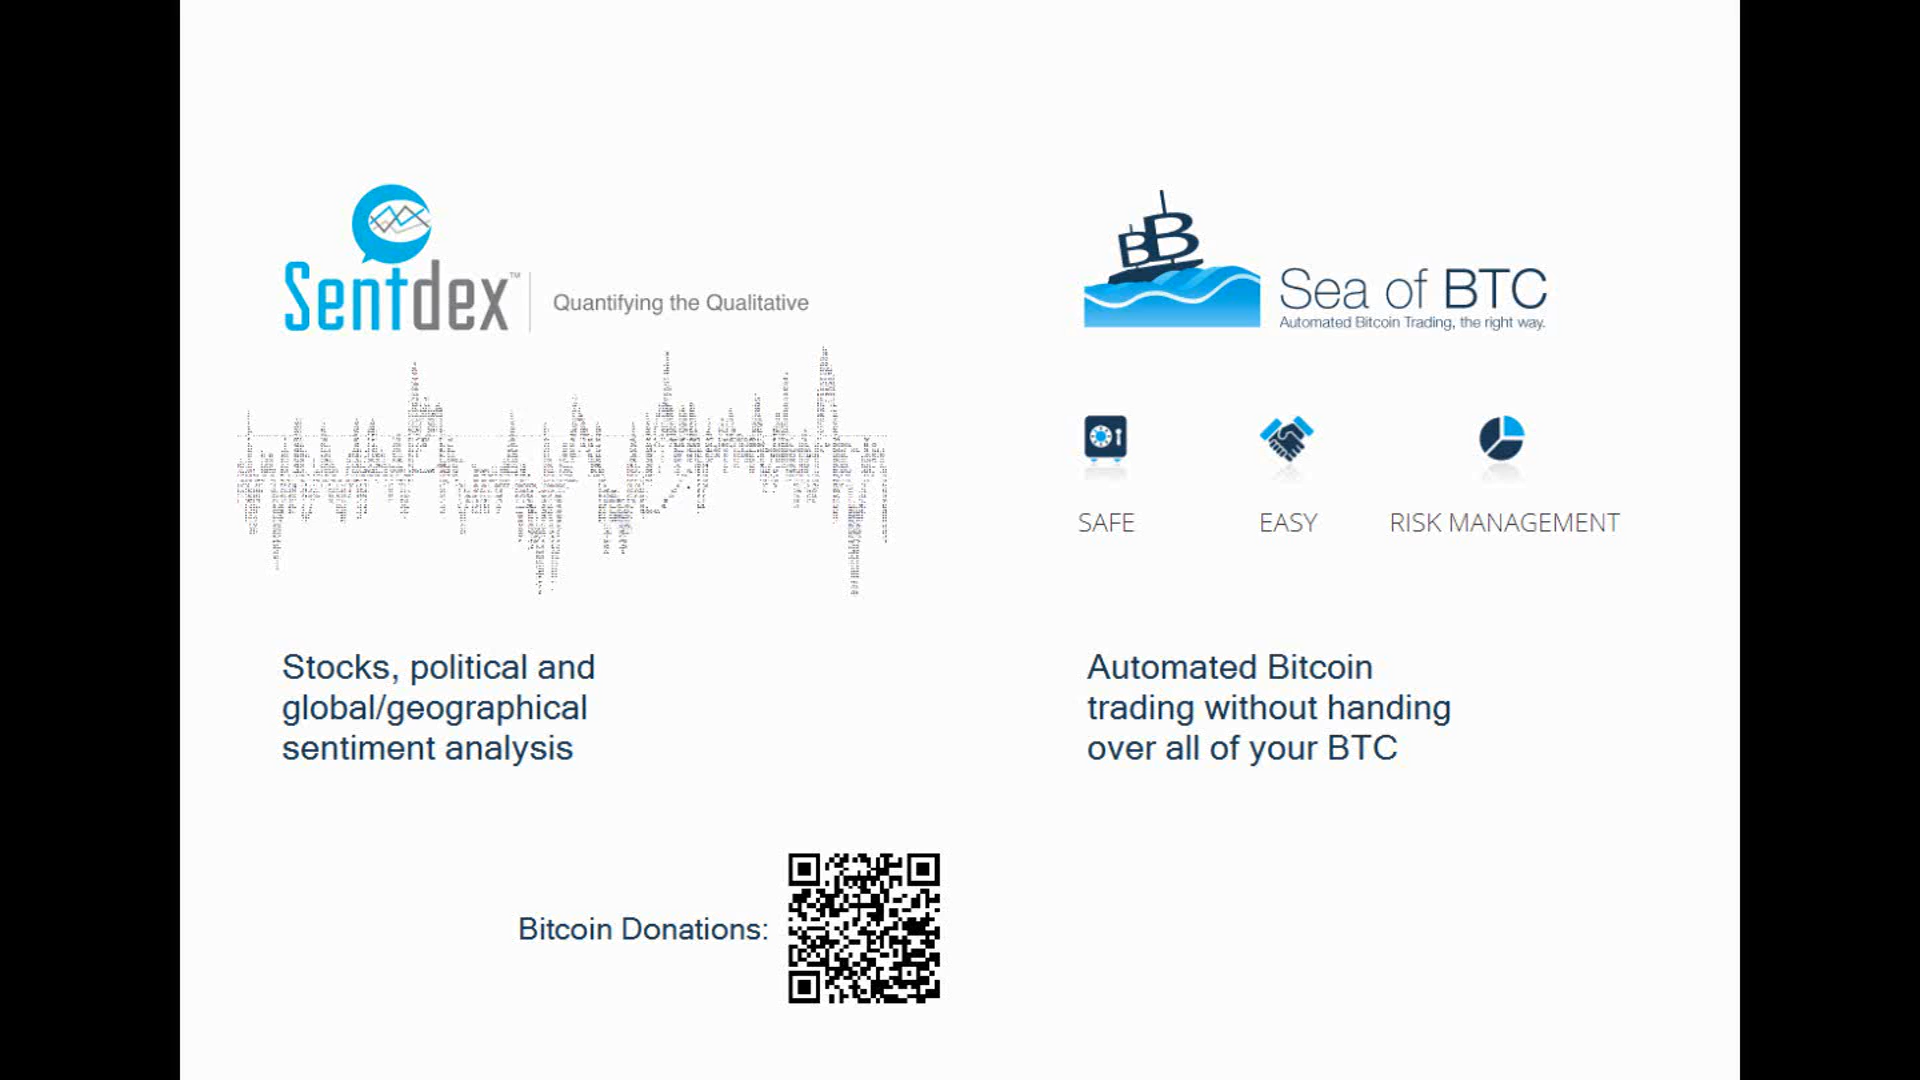 Sentdex™
Quantifying the Qualitative
Stocks, political and
global/geographical
sentiment analysis
Sea of BTC
Automated Bitcoin Trading, the right way.
SAFE
EASY
RISK MANAGEMENT
Automated Bitcoin
trading without handing
over all of your BTC
Bitcoin Donations: